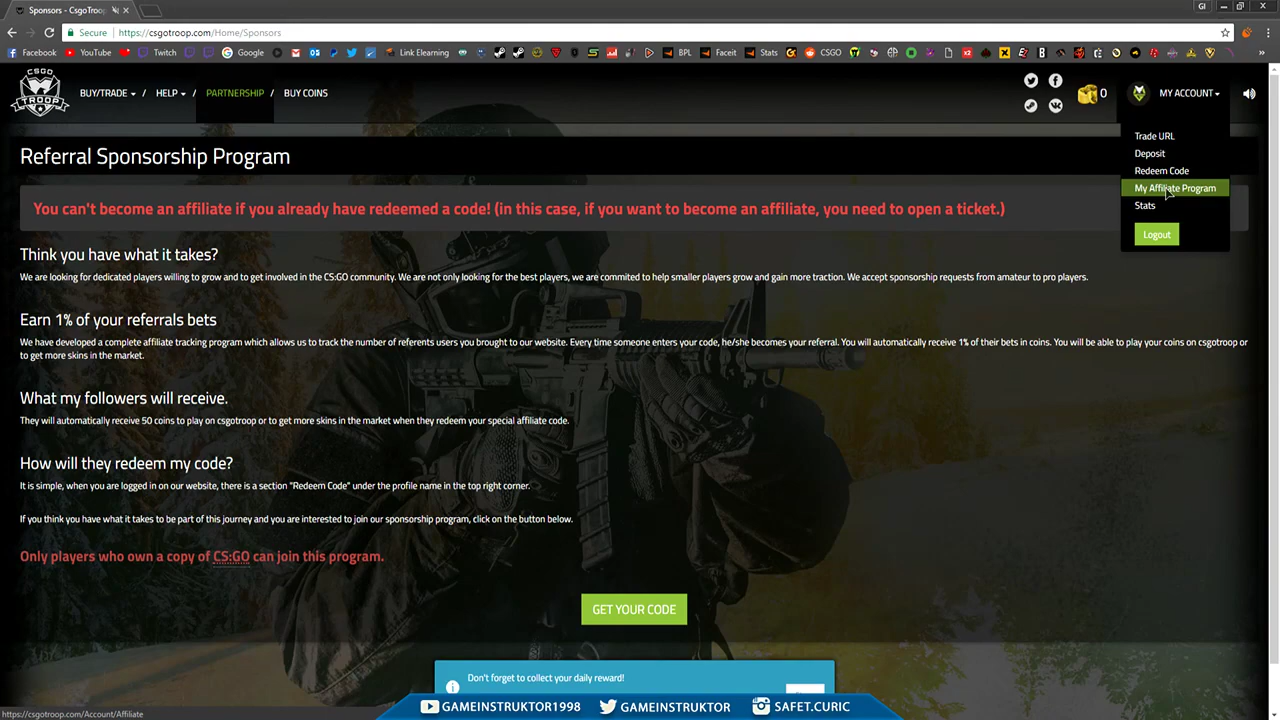 Sponsors - CsgoTroop
GI
Secure
https://csgotroop.com/Home/Sponsors
Facebook
YouTube
Twitch
Google
Link Elearning
BPL
Faceit
Stats
CSGO
CSGO
TROOP
BUY/TRADE
/
HELP
/
PARTNERSHIP
/
BUY COINS
0
MY ACCOUNT
Trade URL
Deposit
Redeem Code
My Affiliate Program
Stats
Logout
Referral Sponsorship Program
You can't become an affiliate if you already have redeemed a code! (in this case, if you want to become an affiliate, you need to open a ticket.)
Think you have what it takes?
We are looking for dedicated players willing to grow and to get involved in the CS:GO community. We are not only looking for the best players, we are commited to help smaller players grow and gain more traction. We accept sponsorship requests from amateur to pro players.
Earn 1% of your referrals bets
We have developed a complete affiliate tracking program which allows us to track the number of referents users you brought to our website. Every time someone enters your code, he/she becomes your referral. You will automatically receive 1% of their bets in coins. You will be able to play your coins on csgotroop or
to get more skins in the market.
What my followers will receive.
They will automatically receive 50 coins to play on csgotroop or to get more skins in the market when they redeem your special affiliate code.
How will they redeem my code?
It is simple, when you are logged in on our website, there is a section "Redeem Code" under the profile name in the top right corner.
If you think you have what it takes to be part of this journey and you are interested to join our sponsorship program, click on the button below.
Only players who own a copy of CS:GO can join this program.
GET YOUR CODE
Don't forget to collect your daily reward!
GAMEINSTRUKTOR1998
GAMEINSTRUKTOR
SAFET.CURIC
https://csgotroop.com/Account/Affiliate